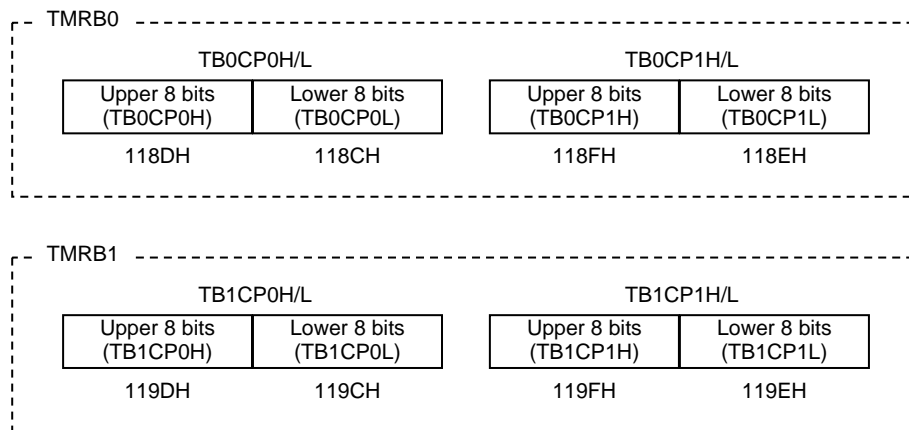 TMRB0
TB0CP0H/L TB0CP1H/L
Upper 8 bits Lower 8 bits Upper 8 bits Lower 8 bits
(TB0CP0H) (TB0CP0L) (TB0CP1H) (TB0CP1L)
118DH 118CH 118FH 118EH
TMRB1
TB1CP0H/L TB1CP1H/L
Upper 8 bits Lower 8 bits Upper 8 bits Lower 8 bits
(TB1CP0H) (TB1CP0L) (TB1CP1H) (TB1CP1L)
119DH 119CH 119FH 119EH